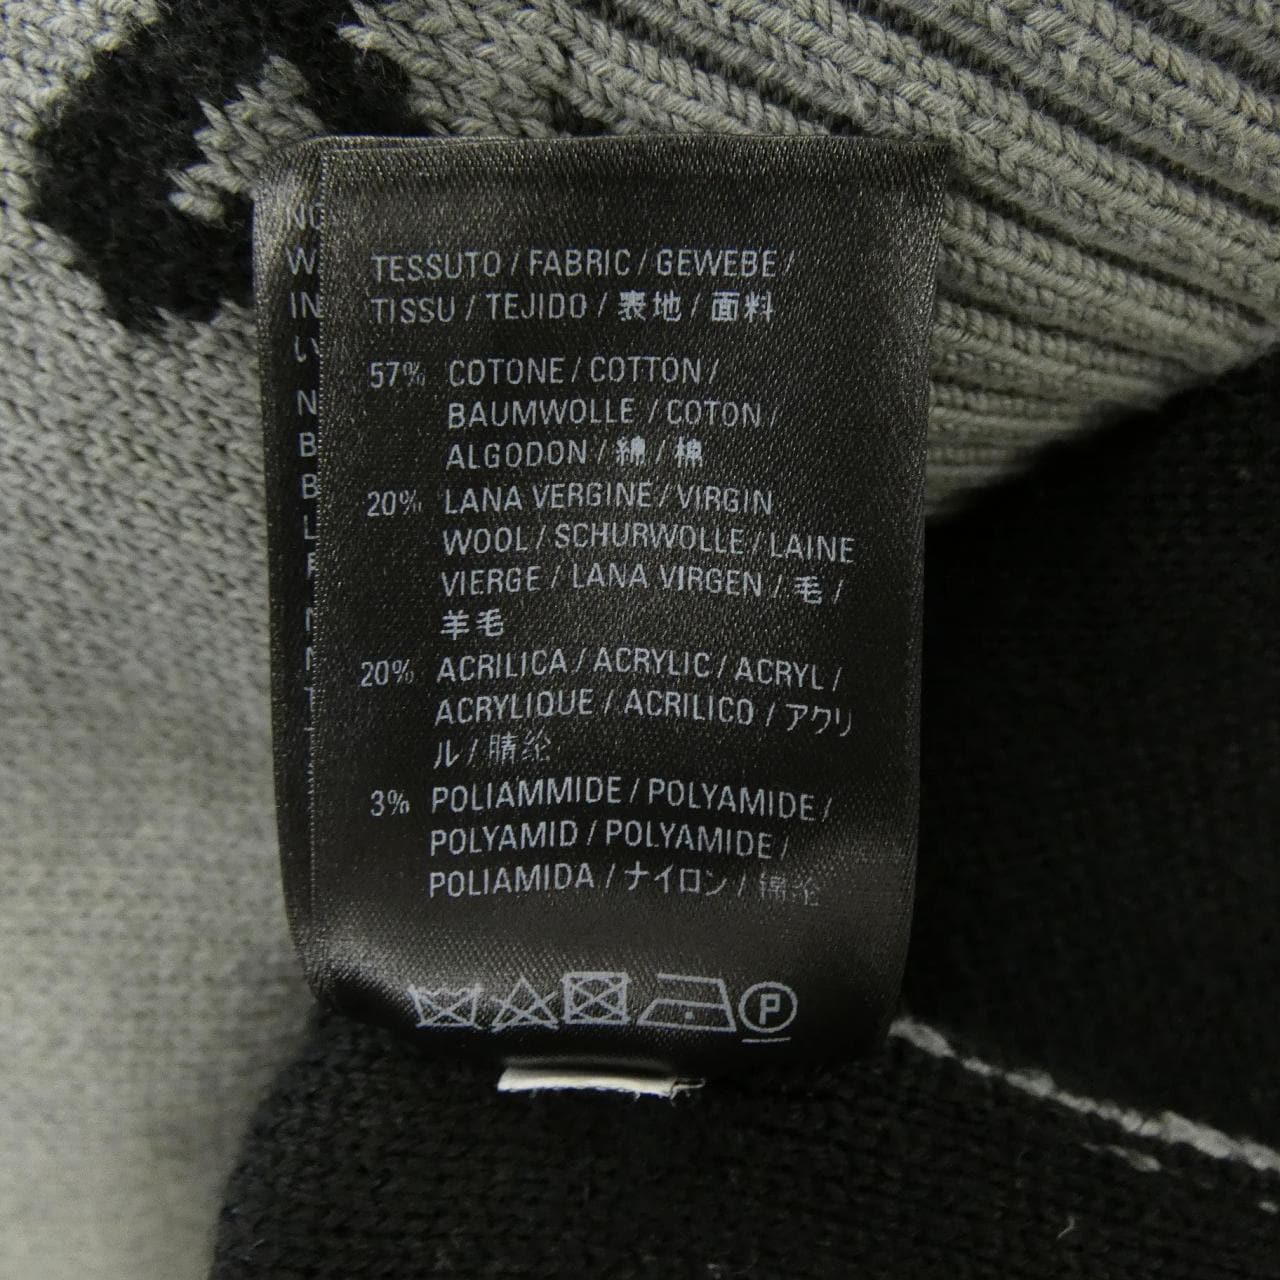 TESSUTO / FABRIC / GEWEBE /
TISSU / TEJIDO / 表地 / 面料
57% COTONE / COTTON /
BAUMWOLLE / COTON /
ALGODON / 綿 / 棉
20% LANA VERGINE / VIRGIN
WOOL / SCHURWOLLE / LAINE
VIERGE / LANA VIRGEN / 毛 /
羊毛
20% ACRILICA / ACRYLIC / ACRYL /
ACRYLIQUE / ACRILICO / アクリ
ル / 腈纶
3% POLIAMMIDE / POLYAMIDE /
POLYAMID / POLYAMIDE /
POLIAMIDA / ナイロン / 锦纶
P